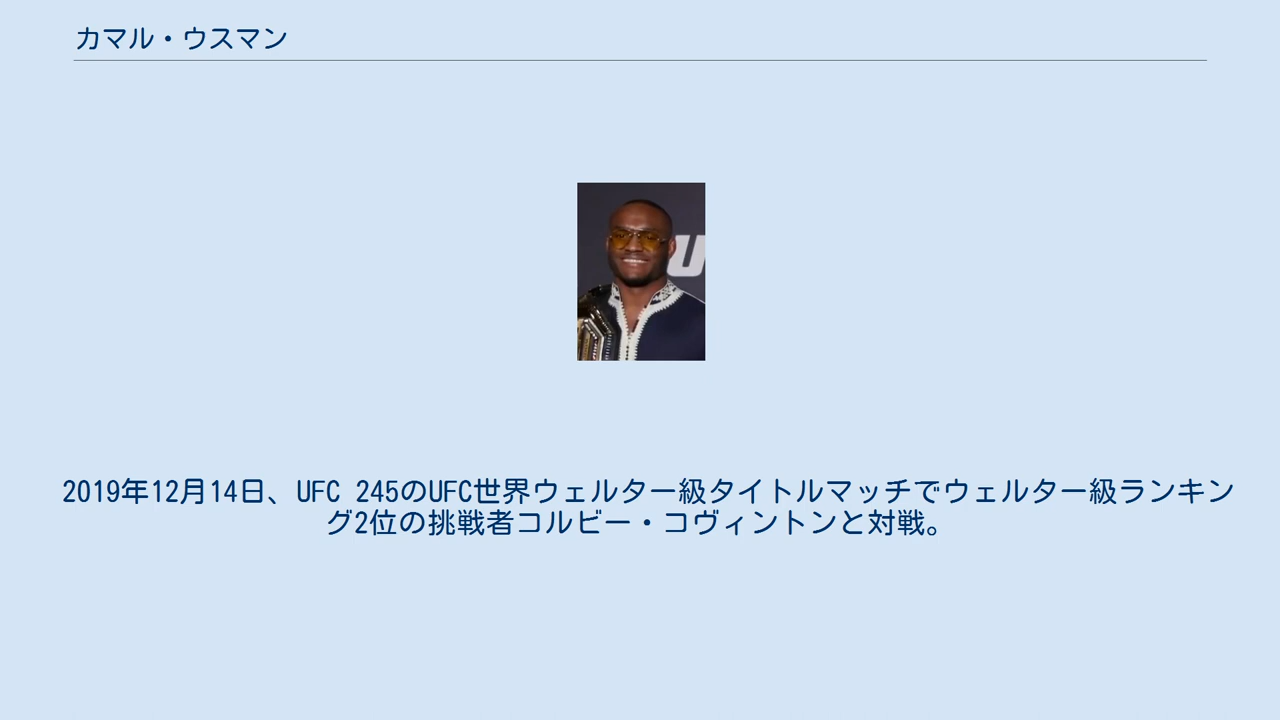 カマル・ウスマン
U
2019年12月14日、UFC 245のUFC世界ウェルター級タイトルマッチでウェルター級ランキン
グ2位の挑戦者コルビー・コヴィントンと対戦。